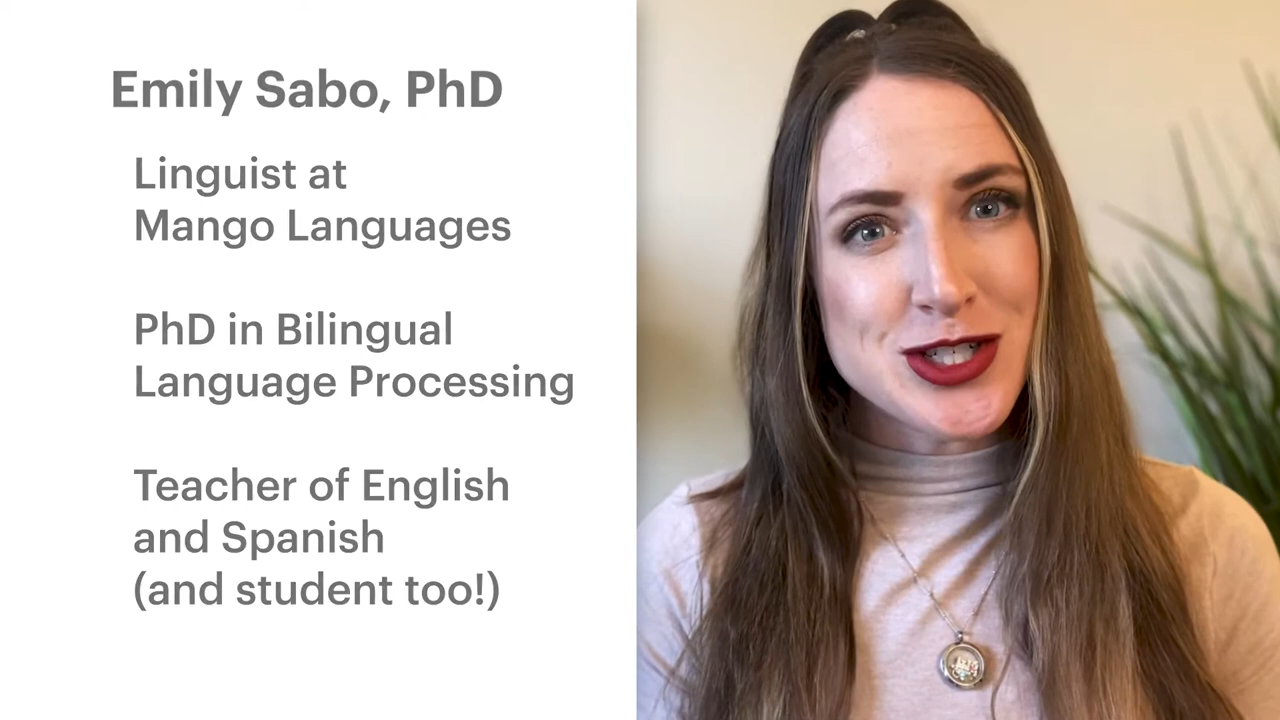 Emily Sabo, PhD
Linguist at
Mango Languages
PhD in Bilingual
Language Processing
Teacher of English
and Spanish
(and student too!)